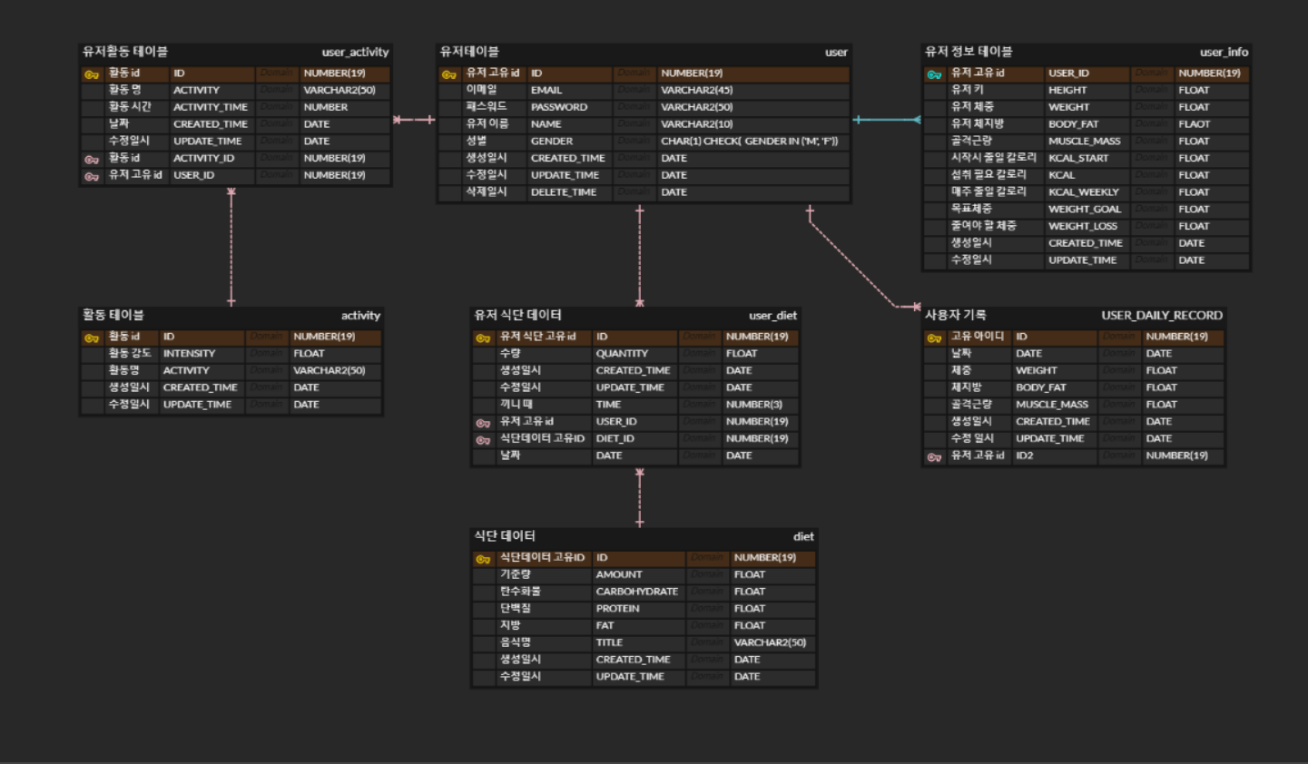 유저활동 테이블 user_activity
활동 id ID Domain NUMBER(19)
활동 명 ACTIVITY Domain VARCHAR2(50)
활동 시간 ACTIVITY_TIME Domain NUMBER
날짜 CREATED_TIME Domain DATE
수정일시 UPDATE_TIME Domain DATE
활동 id ACTIVITY_ID Domain NUMBER(19)
유저 고유 id USER_ID Domain NUMBER(19)
유저테이블 user
유저 고유 id ID Domain NUMBER(19)
이메일 EMAIL Domain VARCHAR2(45)
패스워드 PASSWORD Domain VARCHAR2(50)
유저 이름 NAME Domain VARCHAR2(10)
성별 GENDER Domain CHAR(1) CHECK( GENDER IN ('M', 'F'))
생성일시 CREATED_TIME Domain DATE
수정일시 UPDATE_TIME Domain DATE
삭제일시 DELETE_TIME Domain DATE
유저 정보 테이블 user_info
유저 고유 id USER_ID Domain NUMBER(19)
유저 키 HEIGHT Domain FLOAT
유저 체중 WEIGHT Domain FLOAT
유저 체지방 BODY_FAT Domain FLAOT
골격근량 MUSCLE_MASS Domain FLOAT
시작시 줄일 칼로리 KCAL_START Domain FLOAT
섭취 필요 칼로리 KCAL Domain FLOAT
매주 줄일 칼로리 KCAL_WEEKLY Domain FLOAT
목표체중 WEIGHT_GOAL Domain FLOAT
줄여야 할 체중 WEIGHT_LOSS Domain FLOAT
생성일시 CREATED_TIME Domain DATE
수정일시 UPDATE_TIME Domain DATE
활동 테이블 activity
활동 id ID Domain NUMBER(19)
활동 강도 INTENSITY Domain FLOAT
활동명 ACTIVITY Domain VARCHAR2(50)
생성일시 CREATED_TIME Domain DATE
수정일시 UPDATE_TIME Domain DATE
유저 식단 데이터 user_diet
유저 식단 고유 id ID Domain NUMBER(19)
수량 QUANTITY Domain FLOAT
생성일시 CREATED_TIME Domain DATE
수정일시 UPDATE_TIME Domain DATE
끼니 때 TIME Domain NUMBER(3)
유저 고유 id USER_ID Domain NUMBER(19)
식단데이터 고유ID DIET_ID Domain NUMBER(19)
날짜 DATE Domain DATE
사용자 기록 USER_DAILY_RECORD
고유 아이디 ID Domain NUMBER(19)
날짜 DATE Domain DATE
체중 WEIGHT Domain FLOAT
체지방 BODY_FAT Domain FLOAT
골격근량 MUSCLE_MASS Domain FLOAT
생성일시 CREATED_TIME Domain DATE
수정 일시 UPDATE_TIME Domain DATE
유저 고유 id ID2 Domain NUMBER(19)
식단 데이터 diet
식단데이터 고유ID ID Domain NUMBER(19)
기준량 AMOUNT Domain FLOAT
탄수화물 CARBOHYDRATE Domain FLOAT
단백질 PROTEIN Domain FLOAT
지방 FAT Domain FLOAT
음식명 TITLE Domain VARCHAR2(50)
생성일시 CREATED_TIME Domain DATE
수정일시 UPDATE_TIME Domain DATE